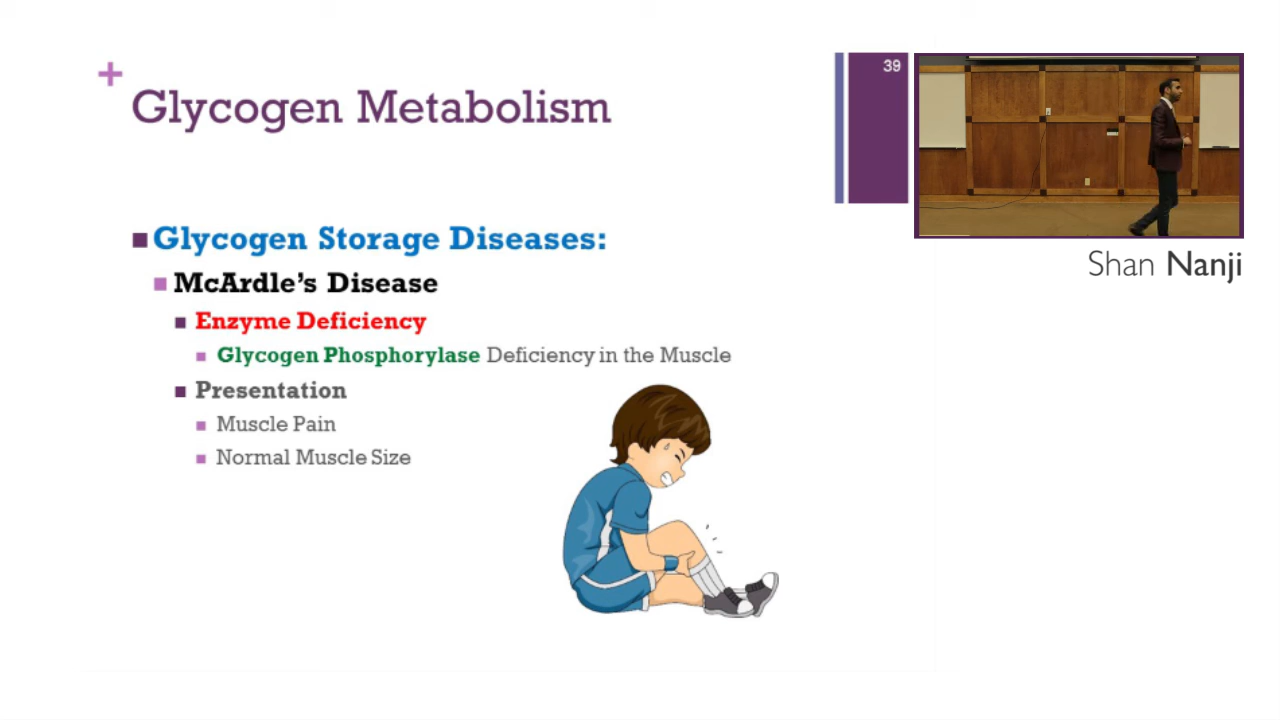 +
Glycogen Metabolism
39
Shan Nanji
Glycogen Storage Diseases:
McArdle’s Disease
Enzyme Deficiency
Glycogen Phosphorylase Deficiency in the Muscle
Presentation
Muscle Pain
Normal Muscle Size